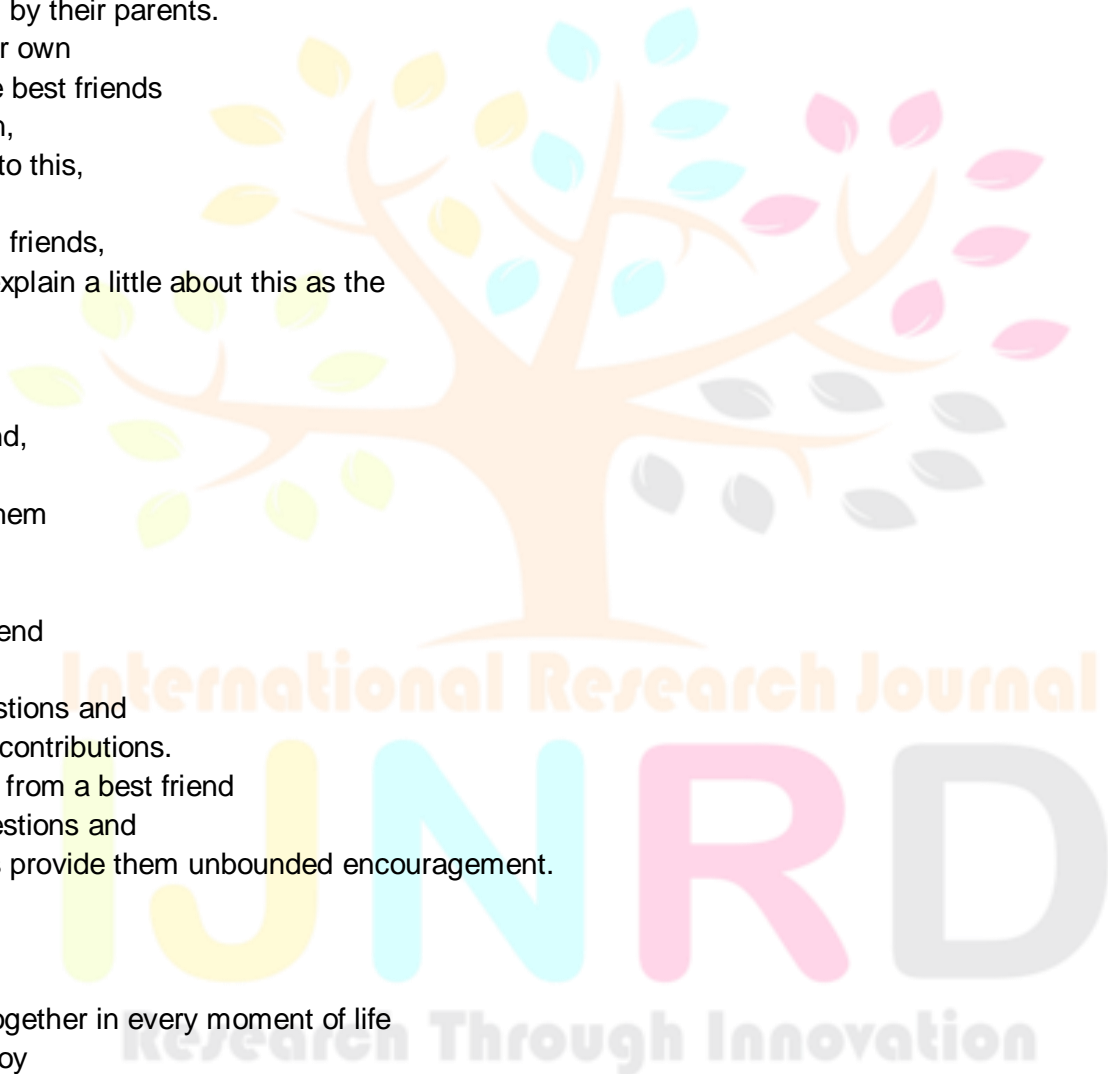 by their parents.
r own
e best friends
n,
to this,
friends,
xplain a little about this as the
nd,
hem
end
International Research Journal
stions and
contributions.
from a best friend
estions and
s provide them unbounded encouragement.
IJNRD
ogether in every moment of life
Research Through Innovation
oy